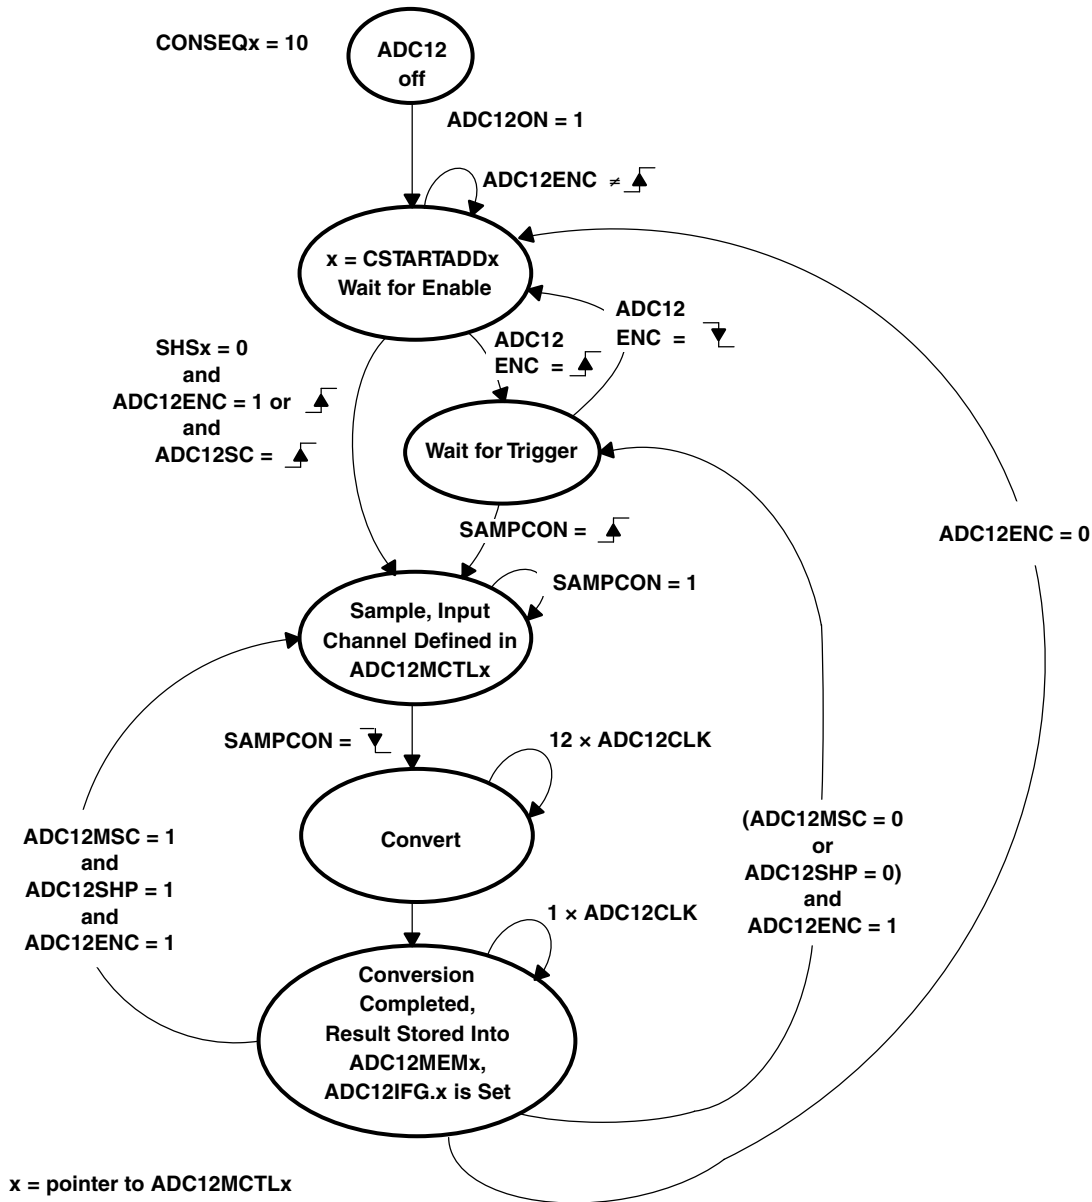 CONSEQx = 10
ADC12
off
ADC12ON = 1
ADC12ENC ≠
x = CSTARTADDx
Wait for Enable
SHSx = 0
and
ADC12ENC = 1 or
and
ADC12SC =
ADC12
ENC =
ADC12
ENC =
Wait for Trigger
SAMPCON =
ADC12ENC = 0
SAMPCON = 1
Sample, Input
Channel Defined in
ADC12MCTLx
SAMPCON =
12 × ADC12CLK
Convert
ADC12MSC = 1
and
ADC12SHP = 1
and
ADC12ENC = 1
(ADC12MSC = 0
or
ADC12SHP = 0)
and
ADC12ENC = 1
1 × ADC12CLK
Conversion
Completed,
Result Stored Into
ADC12MEMx,
ADC12IFG.x is Set
x = pointer to ADC12MCTLx